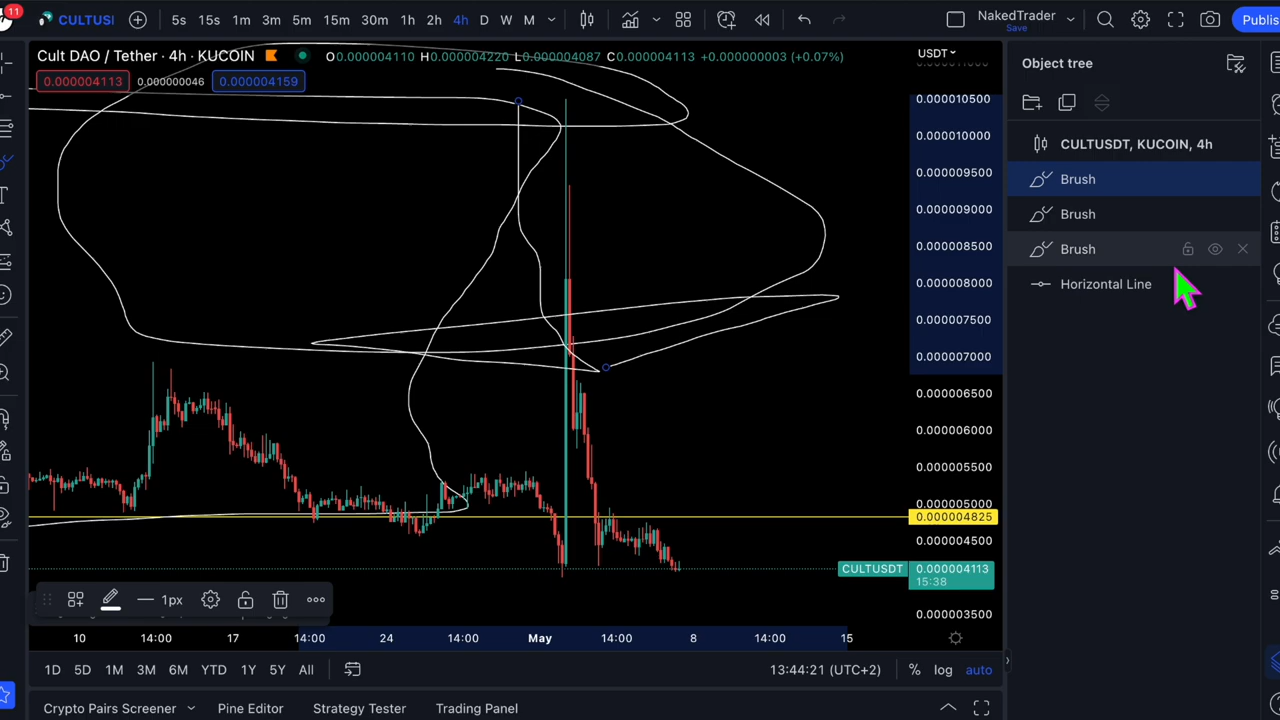 11
CULTUSI
5s 15s 1m 3m 5m 15m 30m 1h 2h 4h D W M
NakedTrader
Save
Publis
Cult DAO / Tether · 4h · KUCOIN
O0.000004110 H0.000004220 L0.000004087 C0.000004113 +0.000000003 (+0.07%)
USDT
0.000004113 0.000000046 0.000004159
Object tree
CULTUSDT, KUCOIN, 4h
Brush
Brush
Brush
Horizontal Line
0.000010500
0.000010000
0.000009500
0.000009000
0.000008500
0.000008000
0.000007500
0.000007000
0.000006500
0.000006000
0.000005500
0.000005000
0.000004825
0.000004500
CULTUSDT 0.000004113
15:38
0.000003500
1px
10 14:00 17 14:00 24 14:00 May 14:00 8 14:00 15
1D 5D 1M 3M 6M YTD 1Y 5Y All
13:44:21 (UTC+2)
% log auto
Crypto Pairs Screener Pine Editor Strategy Tester Trading Panel